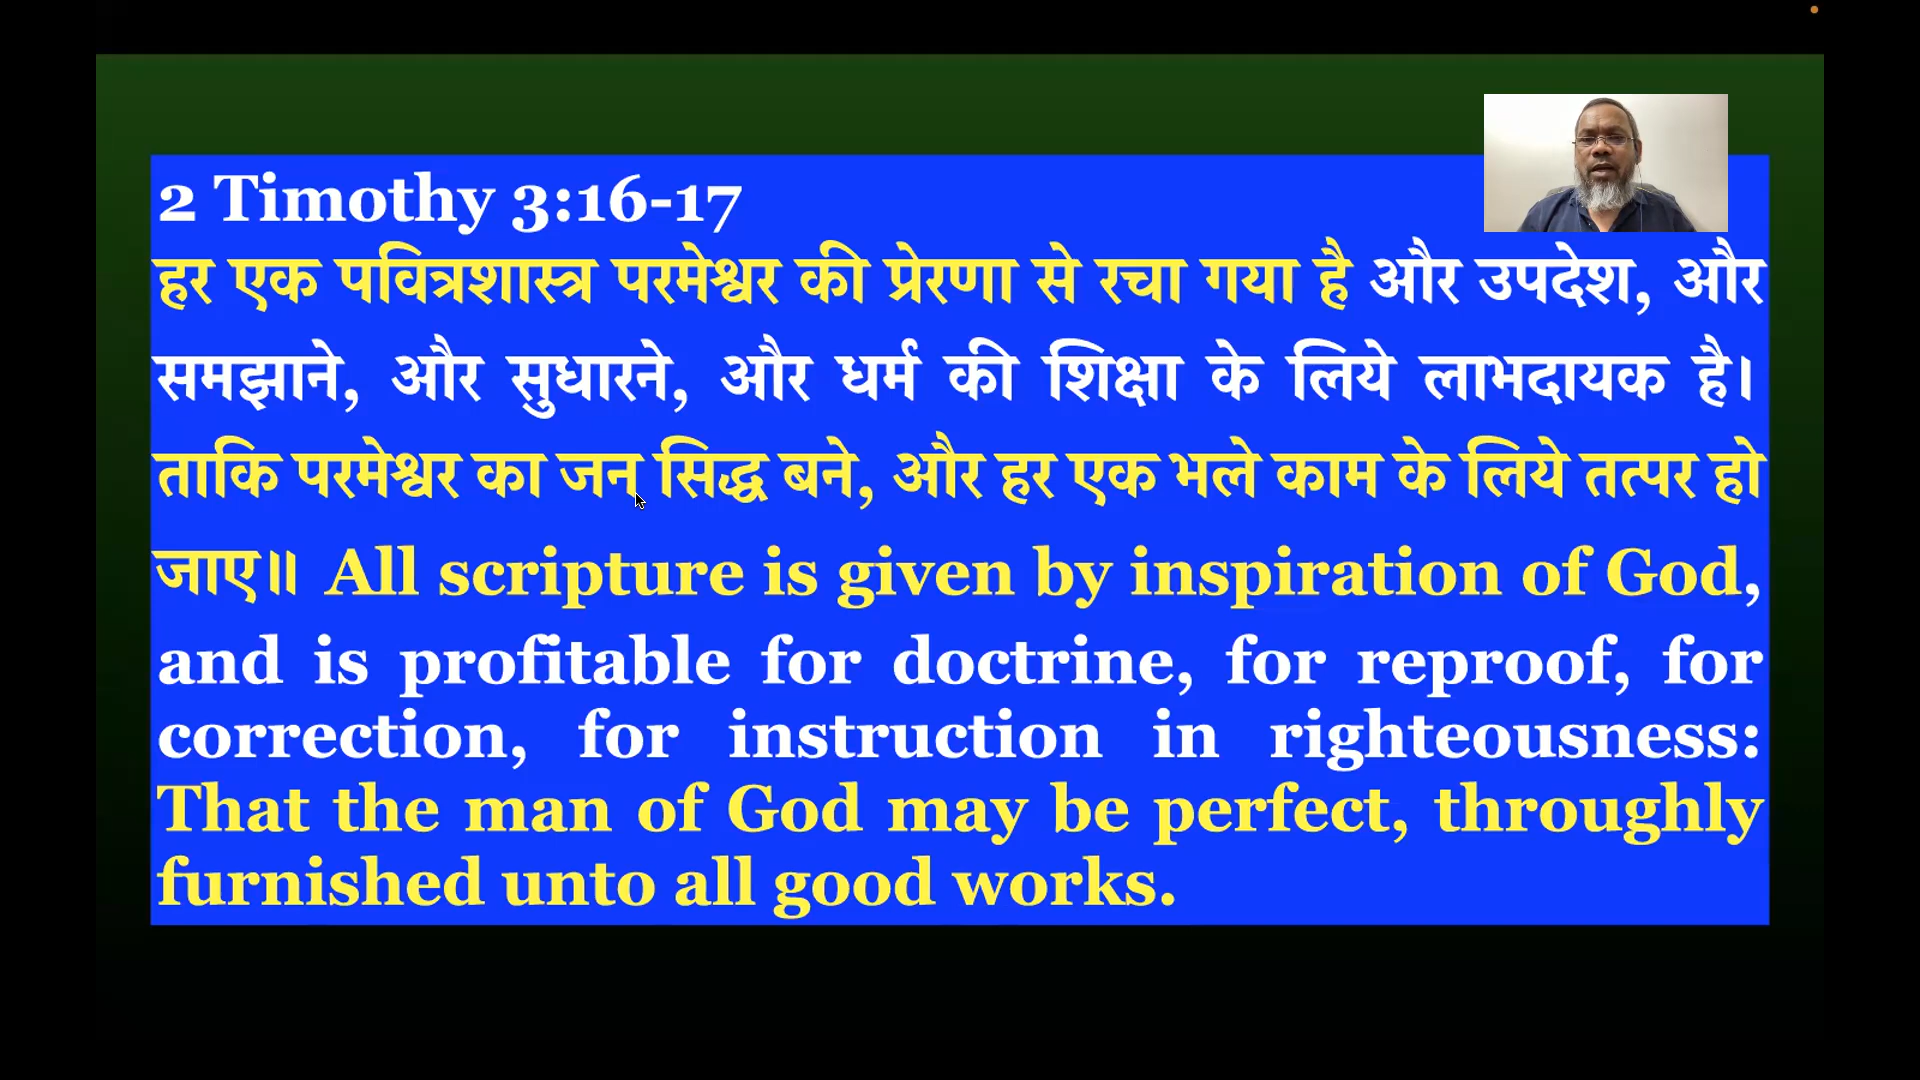 2 Timothy 3:16-17
हर एक पवित्रशास्त्र परमेश्वर की प्रेरणा से रचा गया है और उपदेश, और
समझाने, और सुधारने, और धर्म की शिक्षा के लिये लाभदायक है।
ताकि परमेश्वर का जन सिद्ध बने, और हर एक भले काम के लिये तत्पर हो
जाए॥ All scripture is given by inspiration of God,
and is profitable for doctrine, for reproof, for
correction, for instruction in righteousness:
That the man of God may be perfect, throughly
furnished unto all good works.